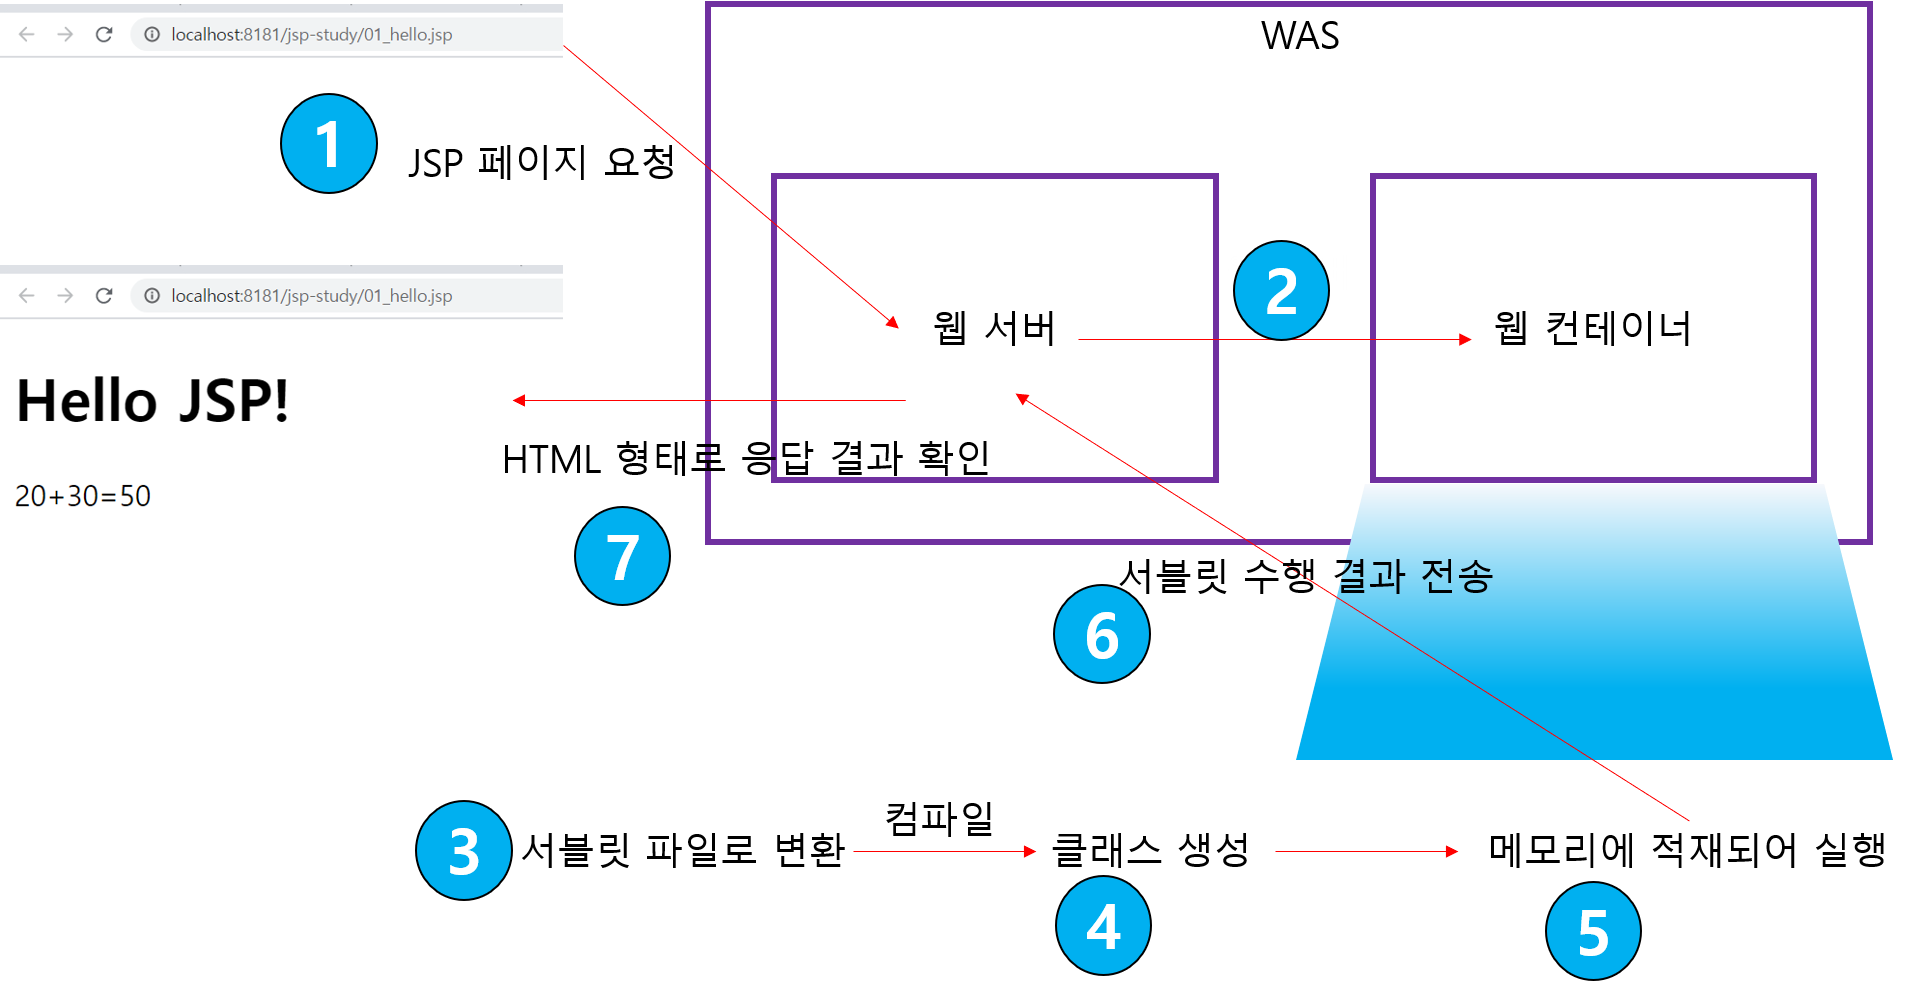 localhost:8181/jsp-study/01_hello.jsp
WAS
1
JSP 페이지 요청
localhost:8181/jsp-study/01_hello.jsp
2
웹 서버
웹 컨테이너
Hello JSP!
HTML 형태로 응답 결과 확인
20+30=50
7
서블릿 수행 결과 전송
6
컴파일
3
서블릿 파일로 변환
클래스 생성
메모리에 적재되어 실행
4
5